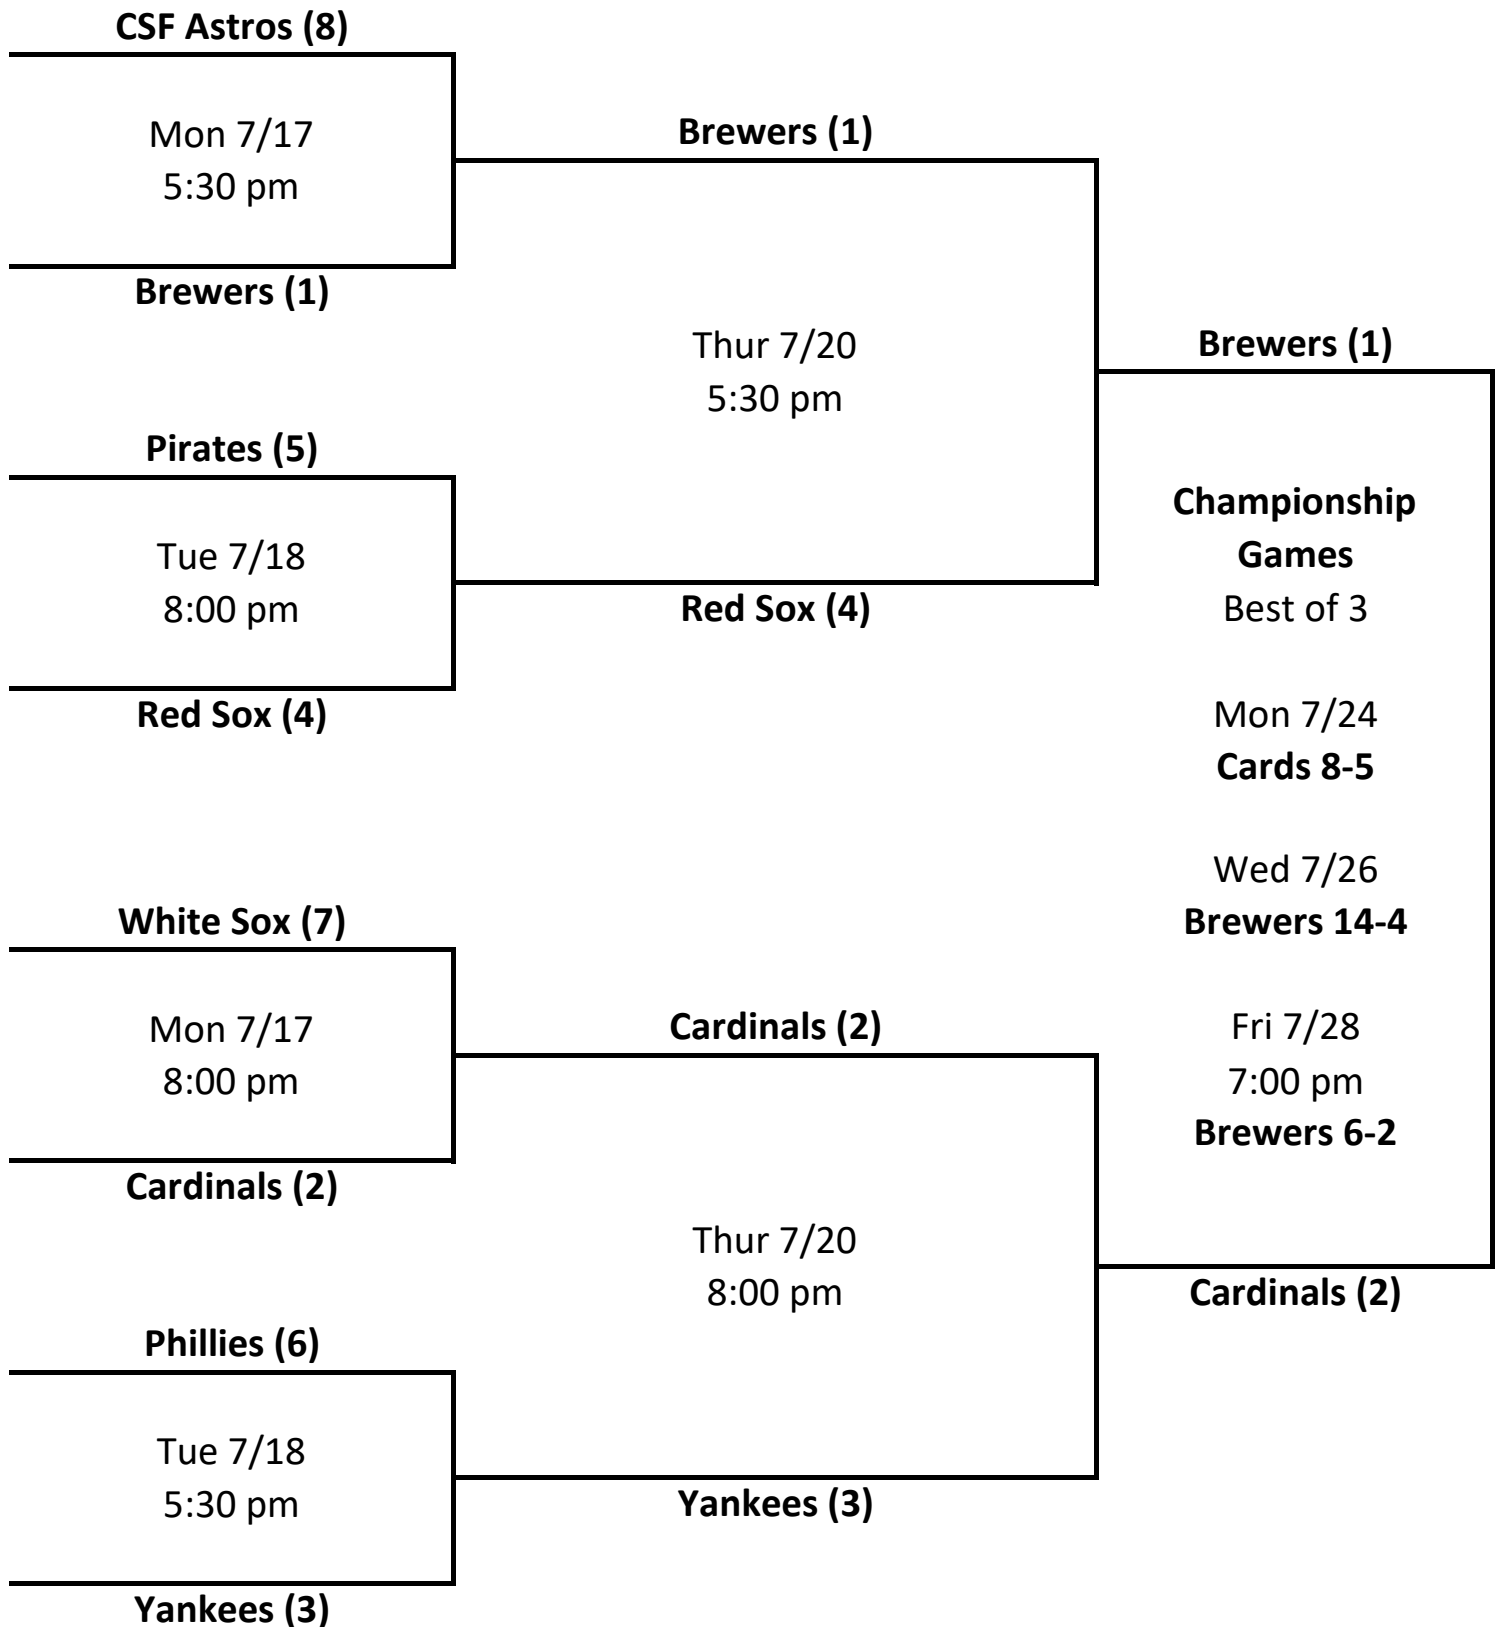 CSF Astros (8)
Mon 7/17
5:30 pm
Brewers (1)
Pirates (5)
Tue 7/18
8:00 pm
Red Sox (4)
White Sox (7)
Mon 7/17
8:00 pm
Cardinals (2)
Phillies (6)
Tue 7/18
5:30 pm
Yankees (3)
Brewers (1)
Thur 7/20
5:30 pm
Red Sox (4)
Cardinals (2)
Thur 7/20
8:00 pm
Yankees (3)
Brewers (1)
Championship
Games
Best of 3
Mon 7/24
Cards 8-5
Wed 7/26
Brewers 14-4
Fri 7/28
7:00 pm
Brewers 6-2
Cardinals (2)